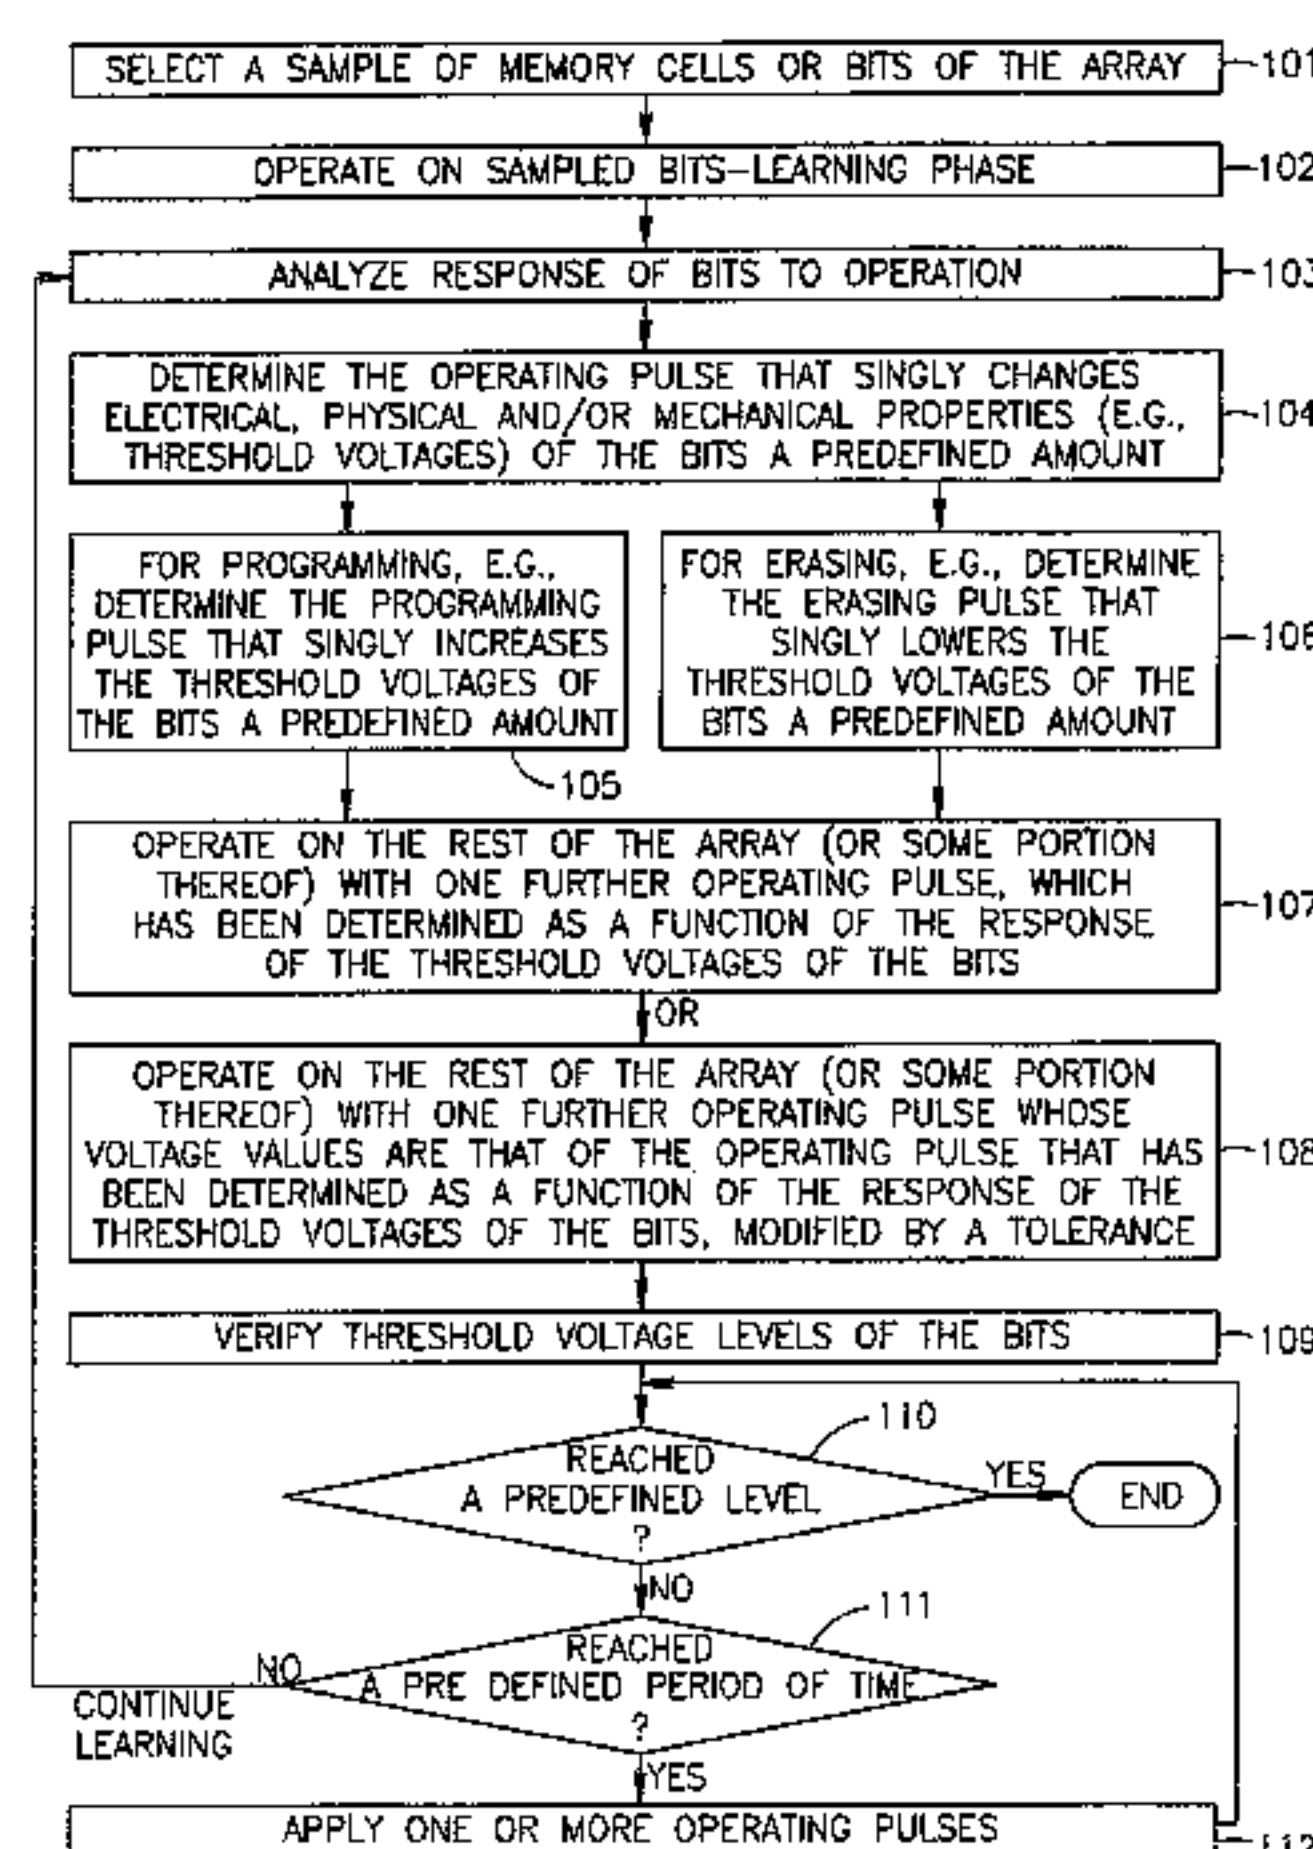 SELECT A SAMPLE OF MEMORY CELLS OR BITS OF THE ARRAY
101
OPERATE ON SAMPLED BITS-LEARNING PHASE
102
ANALYZE RESPONSE OF BITS TO OPERATION
103
DETERMINE THE OPERATING PULSE THAT SINGLY CHANGES
ELECTRICAL, PHYSICAL AND/OR MECHANICAL PROPERTIES (E.G.,
THRESHOLD VOLTAGES) OF THE BITS A PREDEFINED AMOUNT
104
FOR PROGRAMMING, E.G.,
DETERMINE THE PROGRAMMING
PULSE THAT SINGLY INCREASES
THE THRESHOLD VOLTAGES OF
THE BITS A PREDEFINED AMOUNT
105
FOR ERASING, E.G., DETERMINE
THE ERASING PULSE THAT
SINGLY LOWERS THE
THRESHOLD VOLTAGES OF THE
BITS A PREDEFINED AMOUNT
106
OPERATE ON THE REST OF THE ARRAY (OR SOME PORTION
THEREOF) WITH ONE FURTHER OPERATING PULSE, WHICH
HAS BEEN DETERMINED AS A FUNCTION OF THE RESPONSE
OF THE THRESHOLD VOLTAGES OF THE BITS
107
OR
OPERATE ON THE REST OF THE ARRAY (OR SOME PORTION
THEREOF) WITH ONE FURTHER OPERATING PULSE WHOSE
VOLTAGE VALUES ARE THAT OF THE OPERATING PULSE THAT HAS
BEEN DETERMINED AS A FUNCTION OF THE RESPONSE OF THE
THRESHOLD VOLTAGES OF THE BITS, MODIFIED BY A TOLERANCE
108
VERIFY THRESHOLD VOLTAGE LEVELS OF THE BITS
109
110
REACHED
A PREDEFINED LEVEL
?
YES
END
NO
111
REACHED
A PRE DEFINED PERIOD OF TIME
?
NO
CONTINUE
LEARNING
YES
APPLY ONE OR MORE OPERATING PULSES